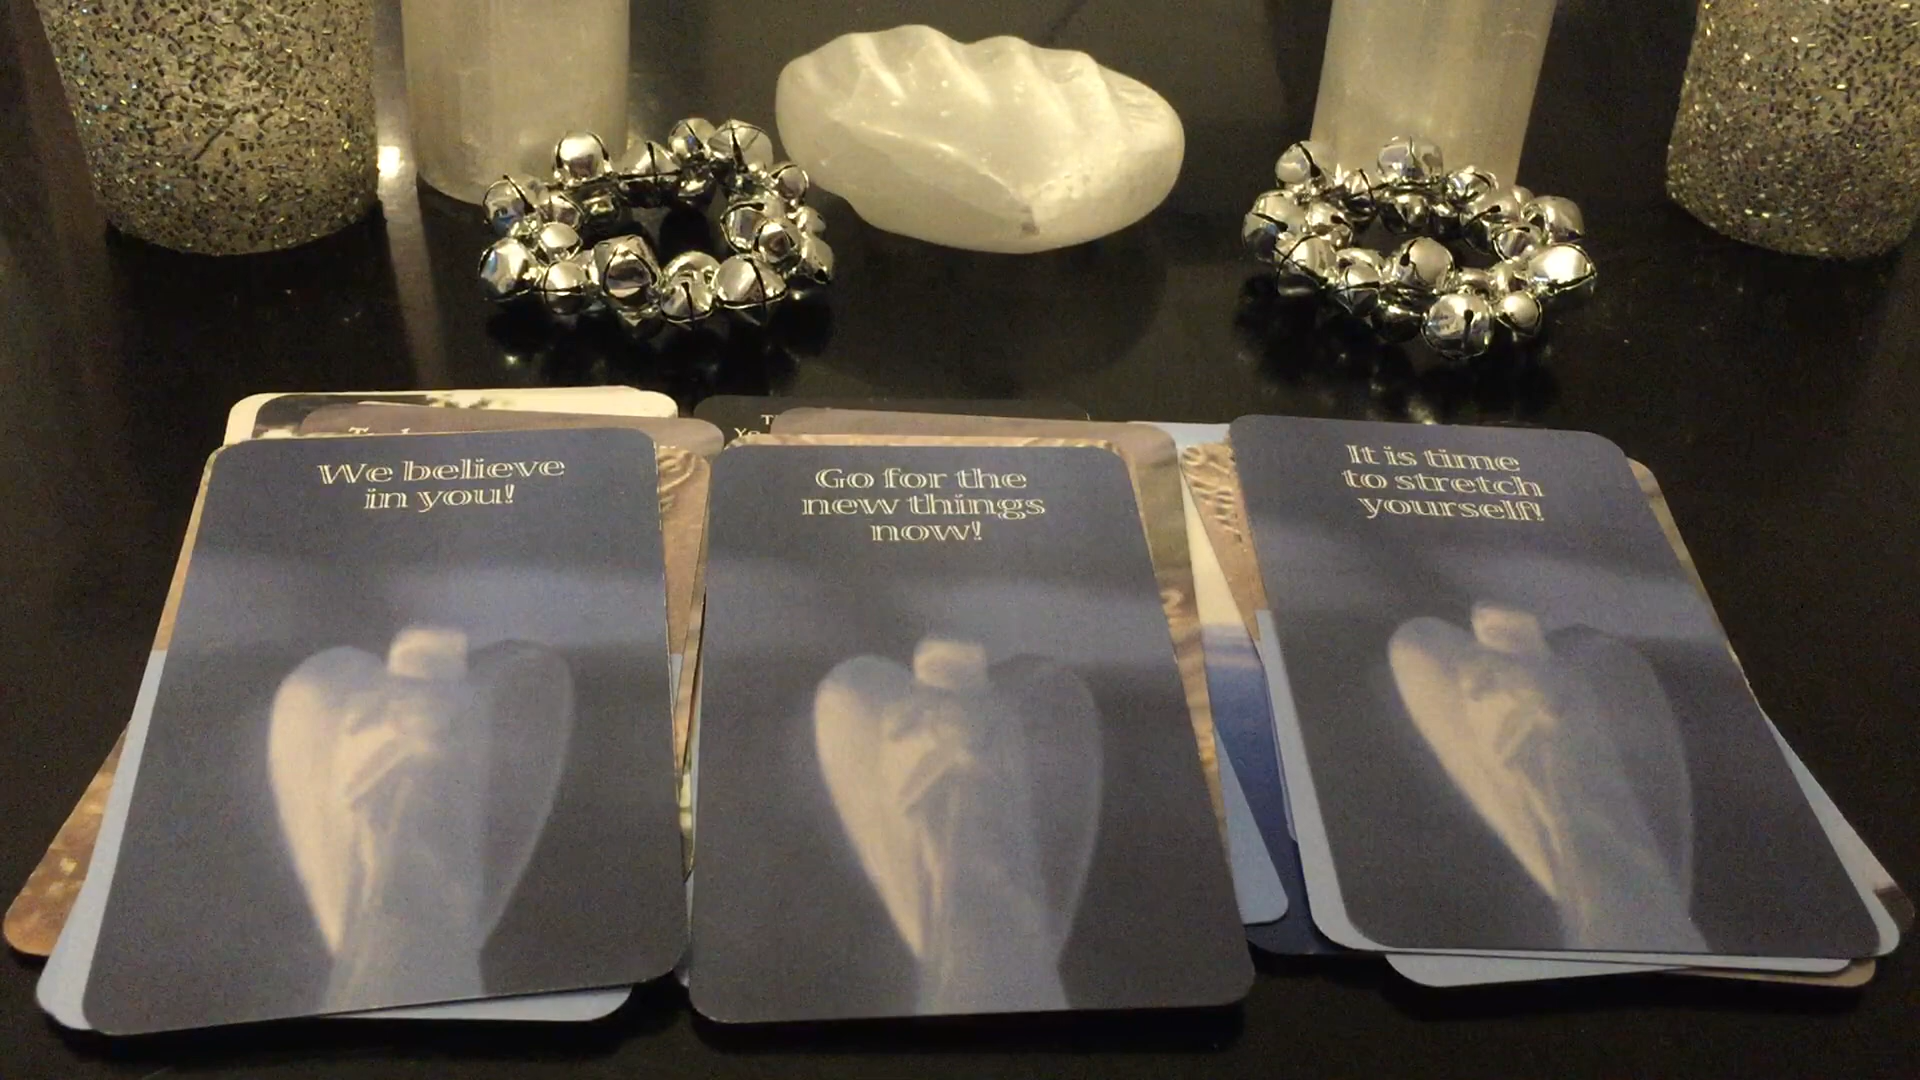 We believe
in you!
Go for the
new things
now!
It is time
to stretch
yourself!